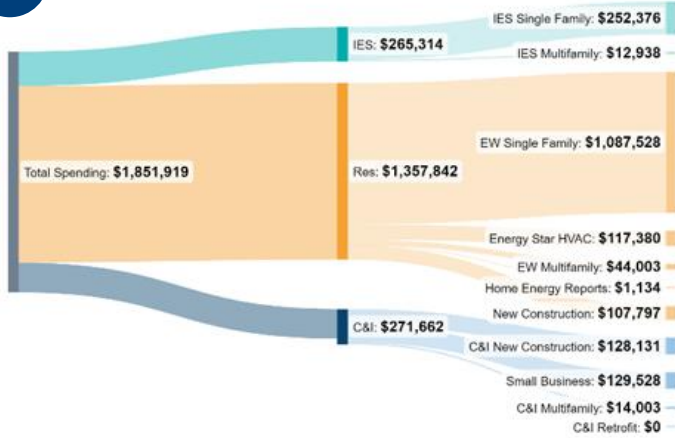 IES Single Family: $252,376
IES: $265,314
IES Multifamily: $12,938
EW Single Family: $1,087,528
Total Spending: $1,851,919
Res: $1,357,842
Energy Star HVAC: $117,380
EW Multifamily: $44,003
Home Energy Reports: $1,134
New Construction: $107,797
C&I: $271,662
C&I New Construction: $128,131
Small Business: $129,528
C&I Multifamily: $14,003
C&I Retrofit: $0